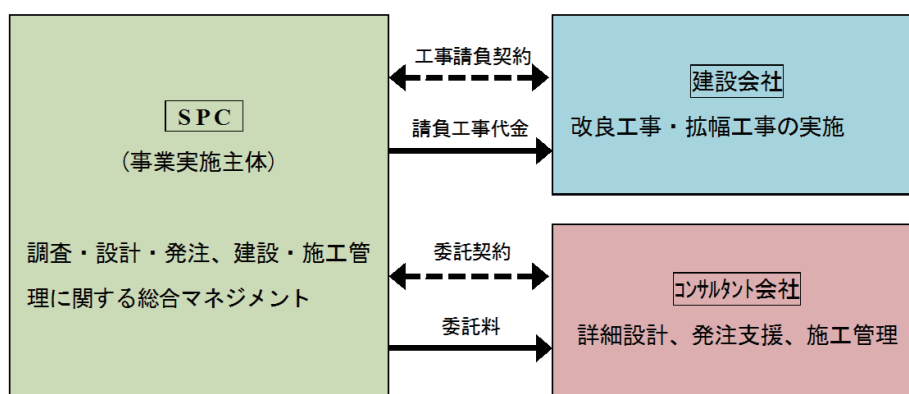 SPC
(事業実施主体)
調査・設計・発注、建設・施工管
理に関する総合マネジメント
工事請負契約
請負工事代金
建設会社
改良工事・拡幅工事の実施
委託契約
委託料
コンサルタント会社
詳細設計、発注支援、施工管理